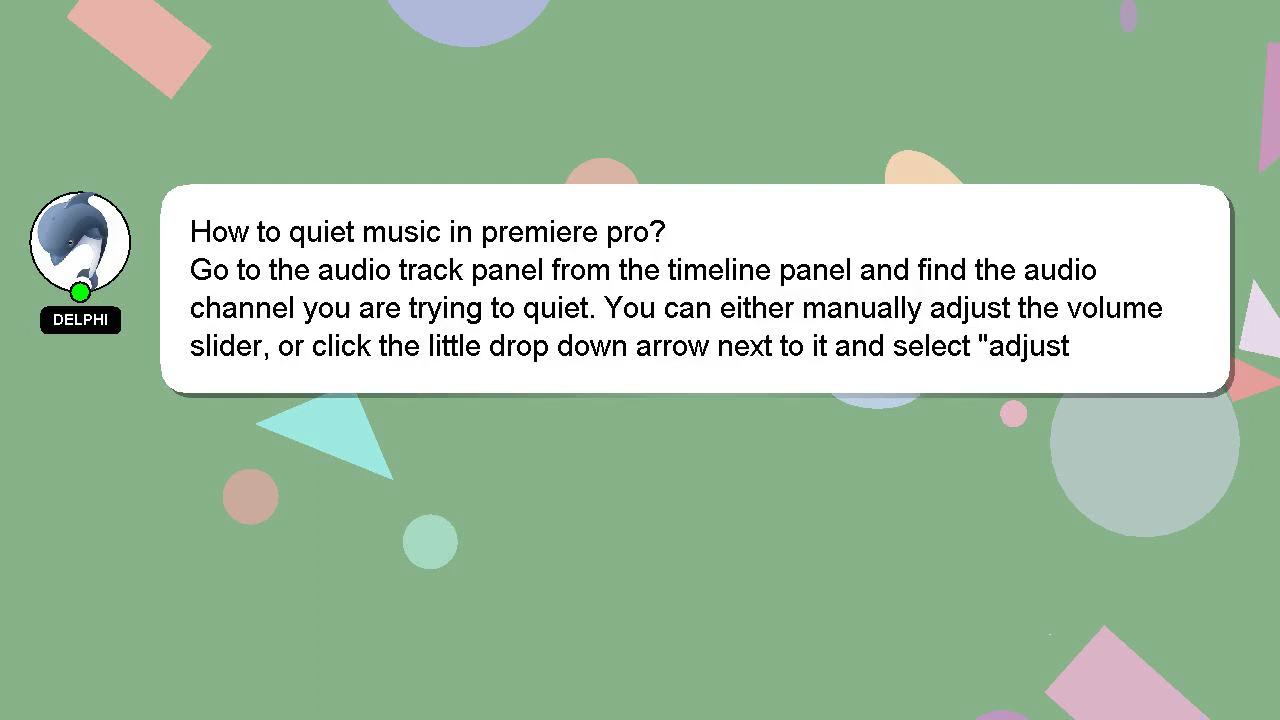 How to quiet music in premiere pro?
Go to the audio track panel from the timeline panel and find the audio
channel you are trying to quiet. You can either manually adjust the volume
slider, or click the little drop down arrow next to it and select "adjust
DELPHI